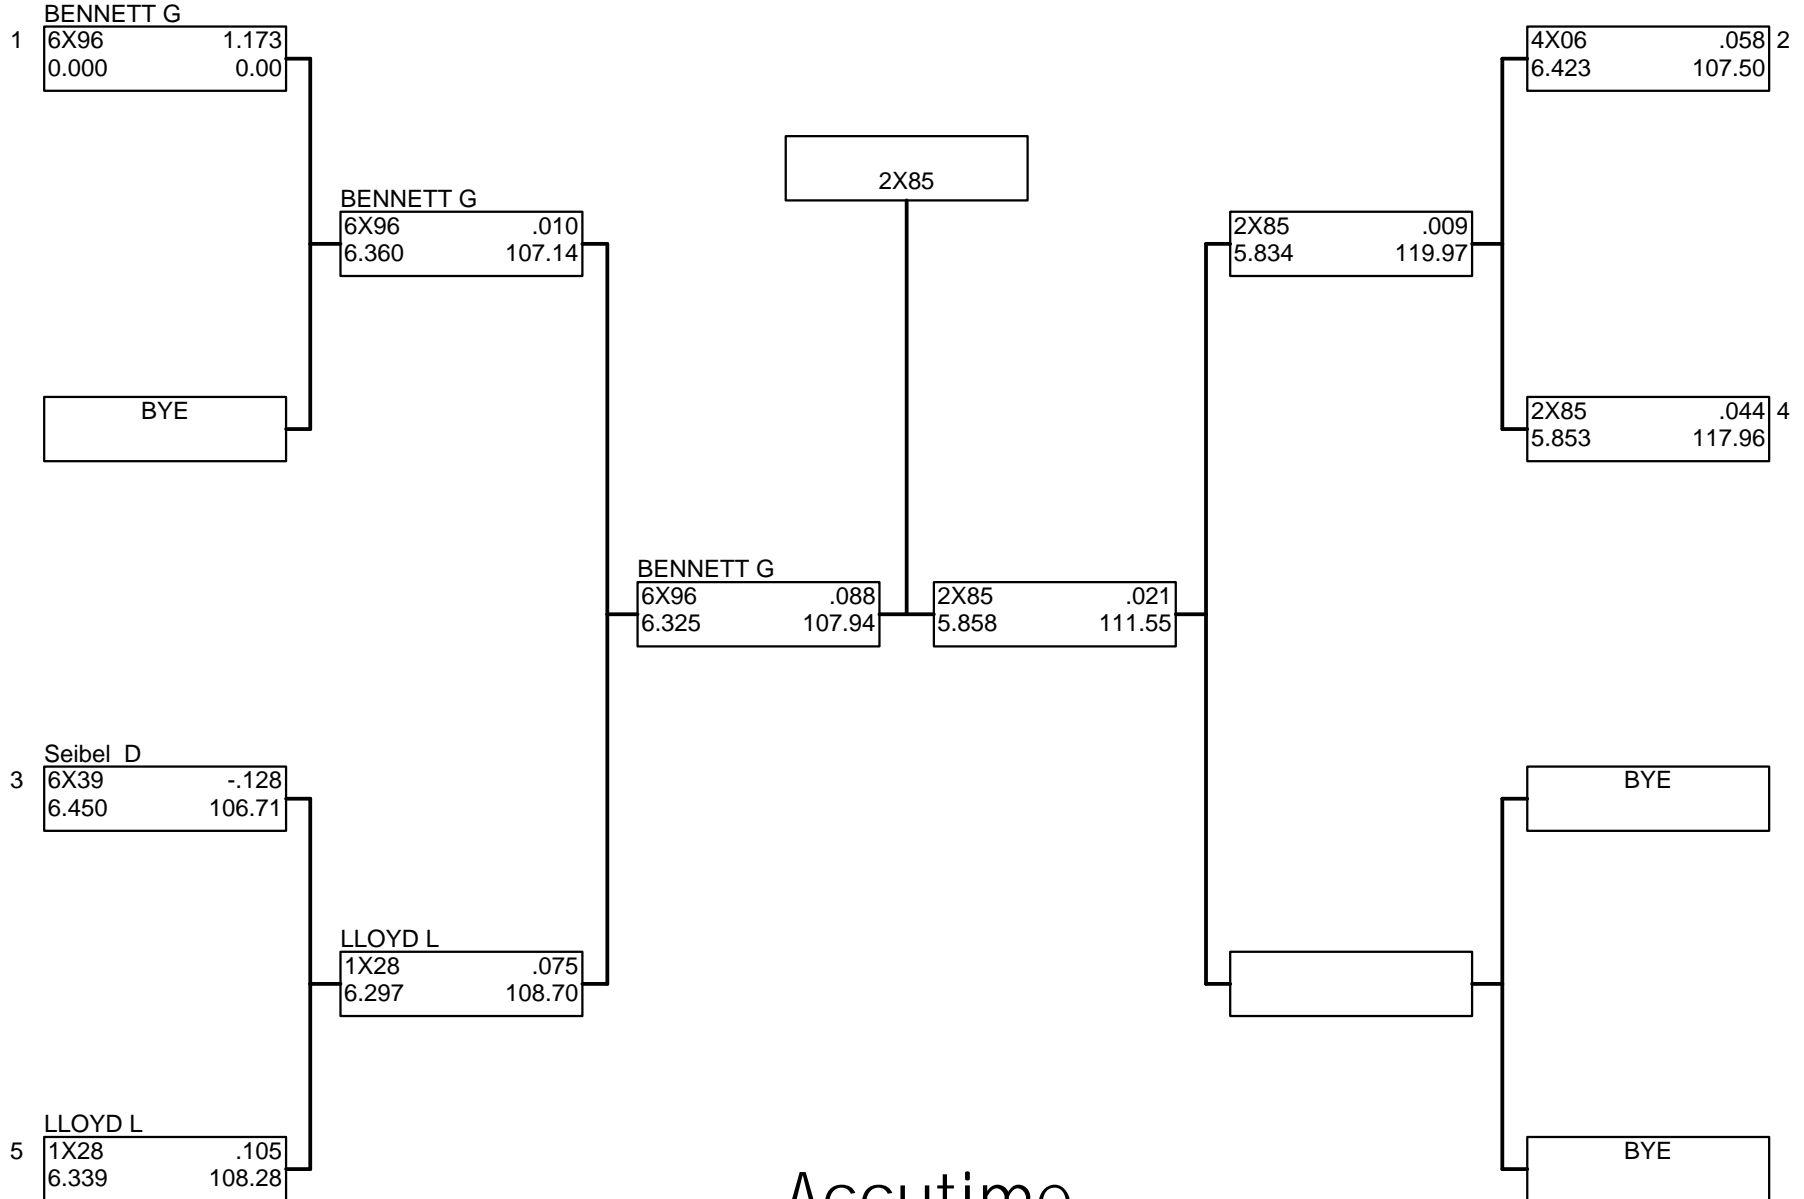 BENNETT G
1 6X96 1.173
0.000 0.00
BENNETT G
6X96 .010
6.360 107.14
BYE
Seibel  D
3 6X39 -.128
6.450 106.71
LLOYD L
1X28 .075
6.297 108.70
LLOYD L
5 1X28 .105
6.339 108.28
BENNETT G
6X96 .088
6.325 107.94
2X85
2X85 .021
5.858 111.55
4X06 .058 2
6.423 107.50
2X85 .009
5.834 119.97
2X85 .044 4
5.853 117.96
BYE
BYE
Accutime